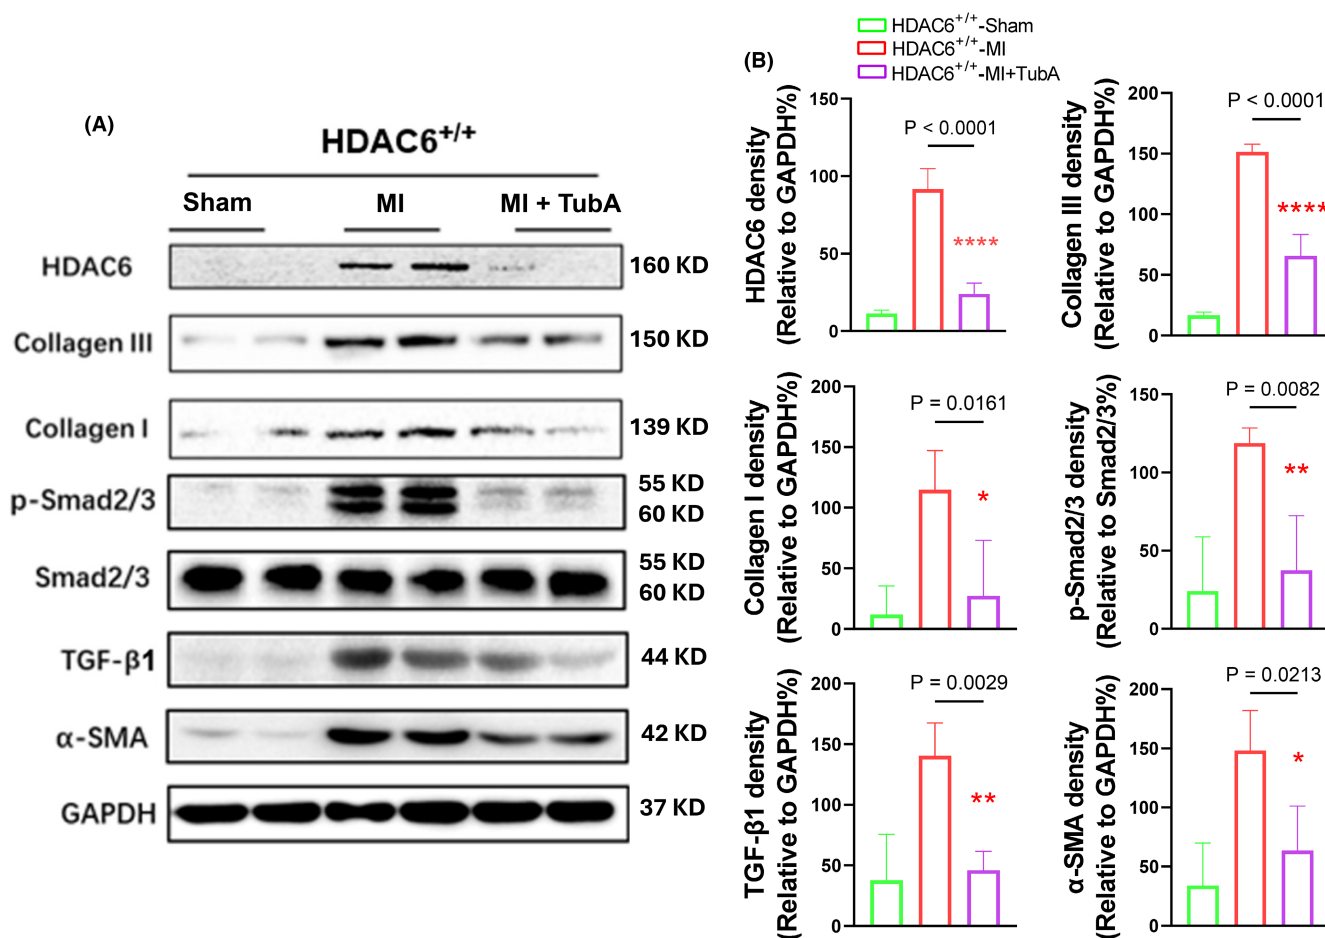 (A)
HDAC6+/+
Sham MI MI + TubA
HDAC6 160 KD
Collagen III 150 KD
Collagen I 139 KD
p-Smad2/3 55 KD
60 KD
Smad2/3 55 KD
60 KD
TGF-β1 44 KD
α-SMA 42 KD
GAPDH 37 KD
(B)
HDAC6+/+-Sham
HDAC6+/+-MI
HDAC6+/+-MI+TubA
HDAC6 density
(Relative to GAPDH%)
150
100
50
0
P < 0.0001
****
Collagen III density
(Relative to GAPDH%)
200
150
100
50
0
P < 0.0001
****
Collagen I density
(Relative to GAPDH%)
200
150
100
50
0
P = 0.0161
*
p-Smad2/3 density
(Relative to Smad2/3%)
150
100
50
0
P = 0.0082
**
TGF-β1 density
(Relative to GAPDH%)
200
150
100
50
0
P = 0.0029
**
α-SMA density
(Relative to GAPDH%)
200
150
100
50
0
P = 0.0213
*